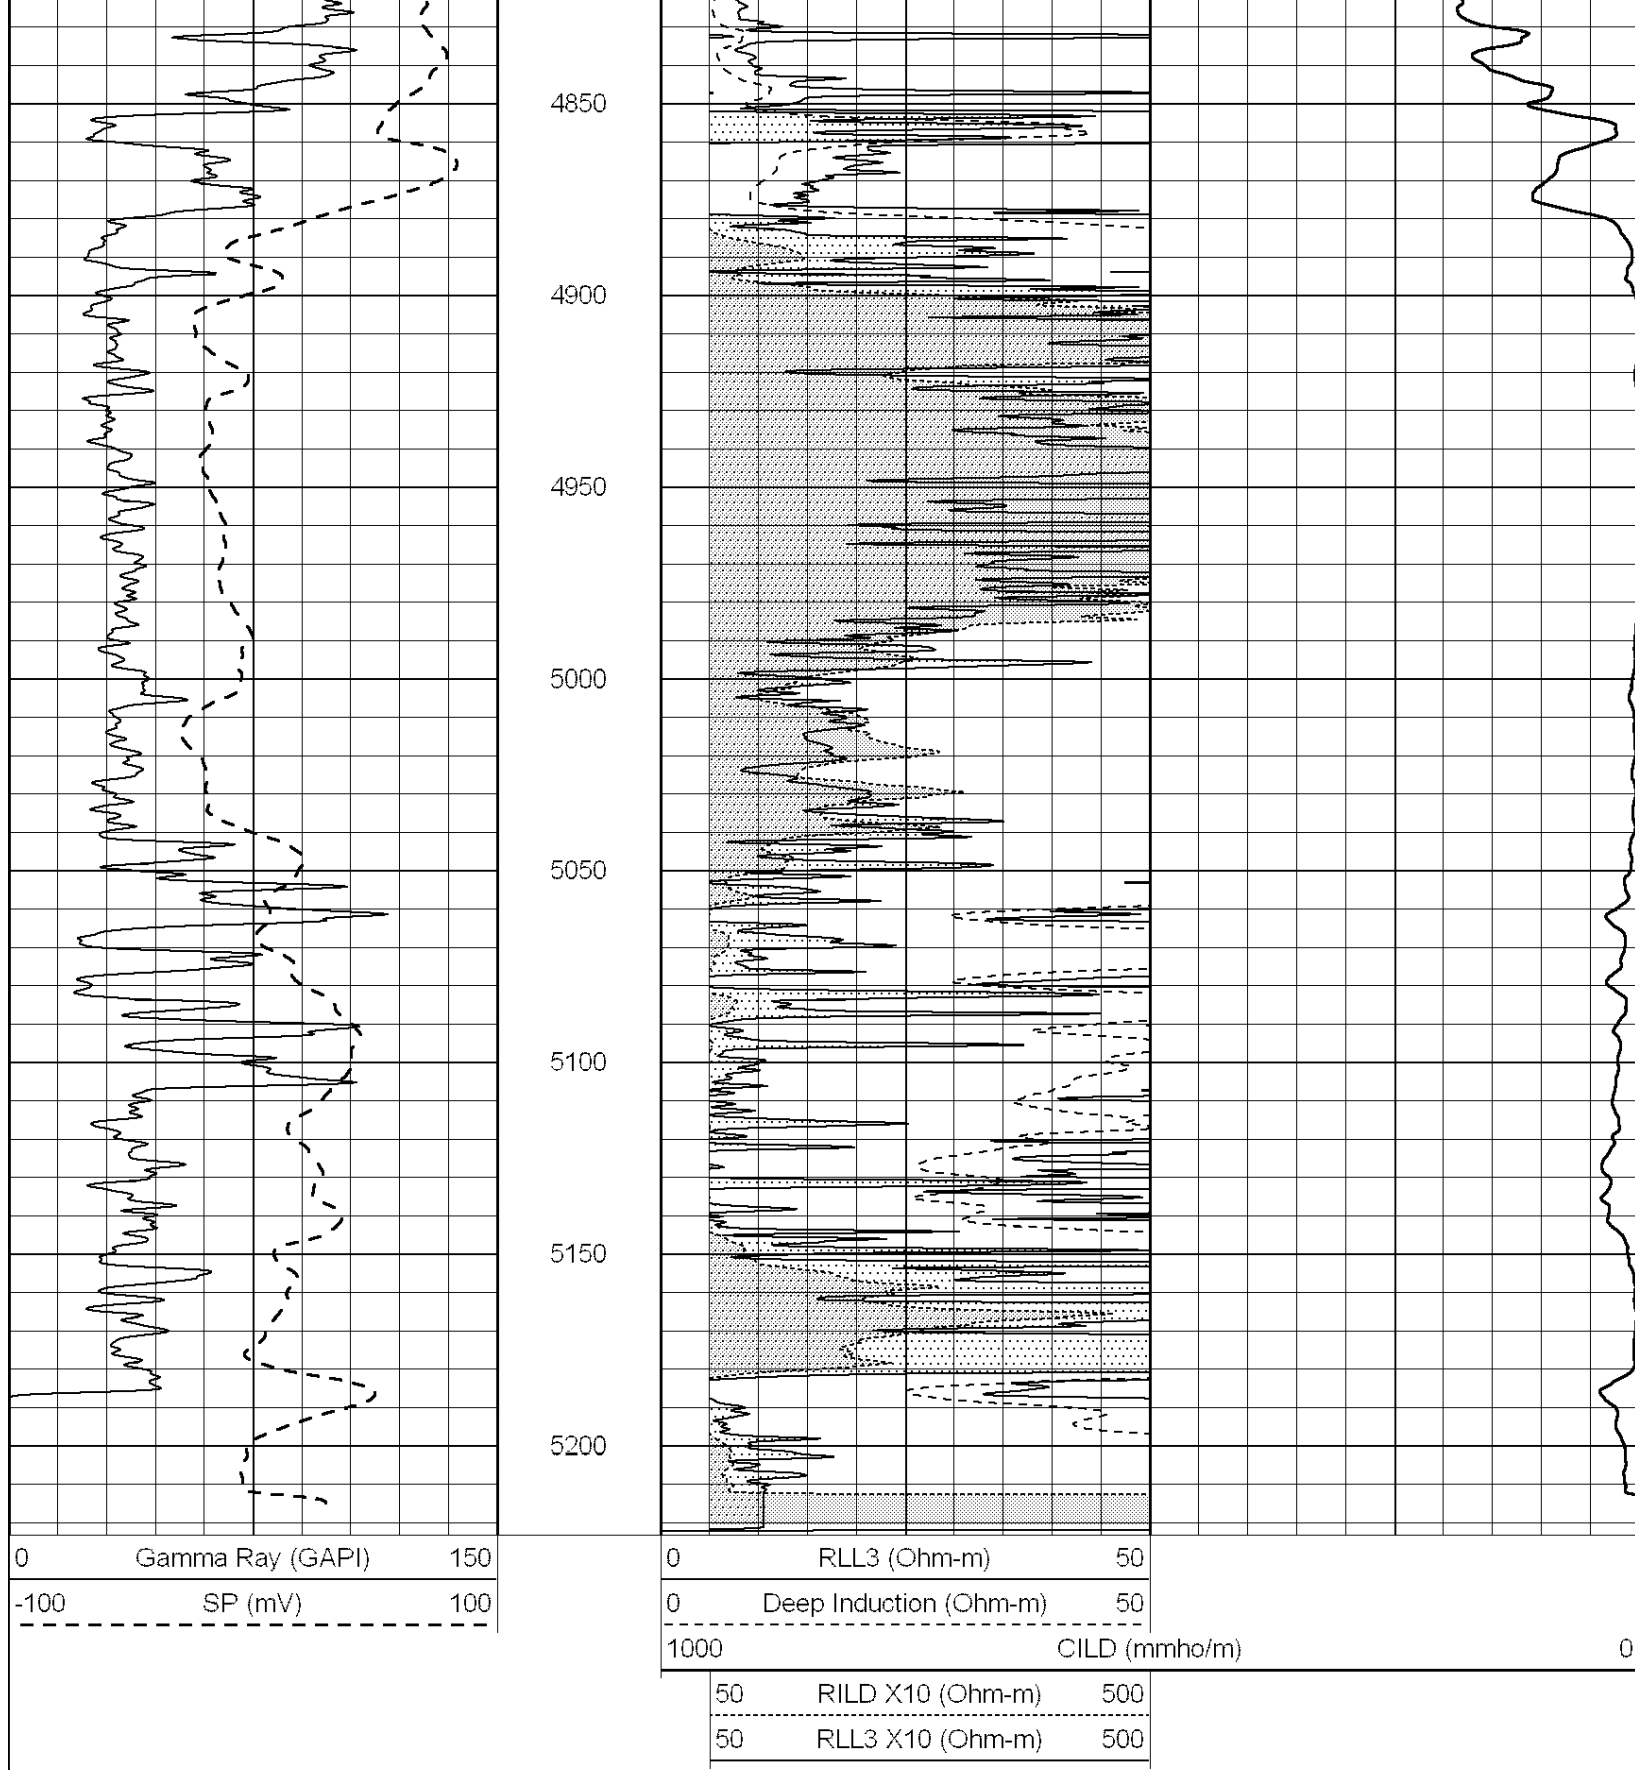 4850
4900
4950
5000
5050
5100
5150
5200
0 Gamma Ray (GAPI) 150
-100 SP (mV) 100
0 RLL3 (Ohm-m) 50
0 Deep Induction (Ohm-m) 50
1000 CILD (mmho/m) 0
50 RILD X10 (Ohm-m) 500
50 RLL3 X10 (Ohm-m) 500